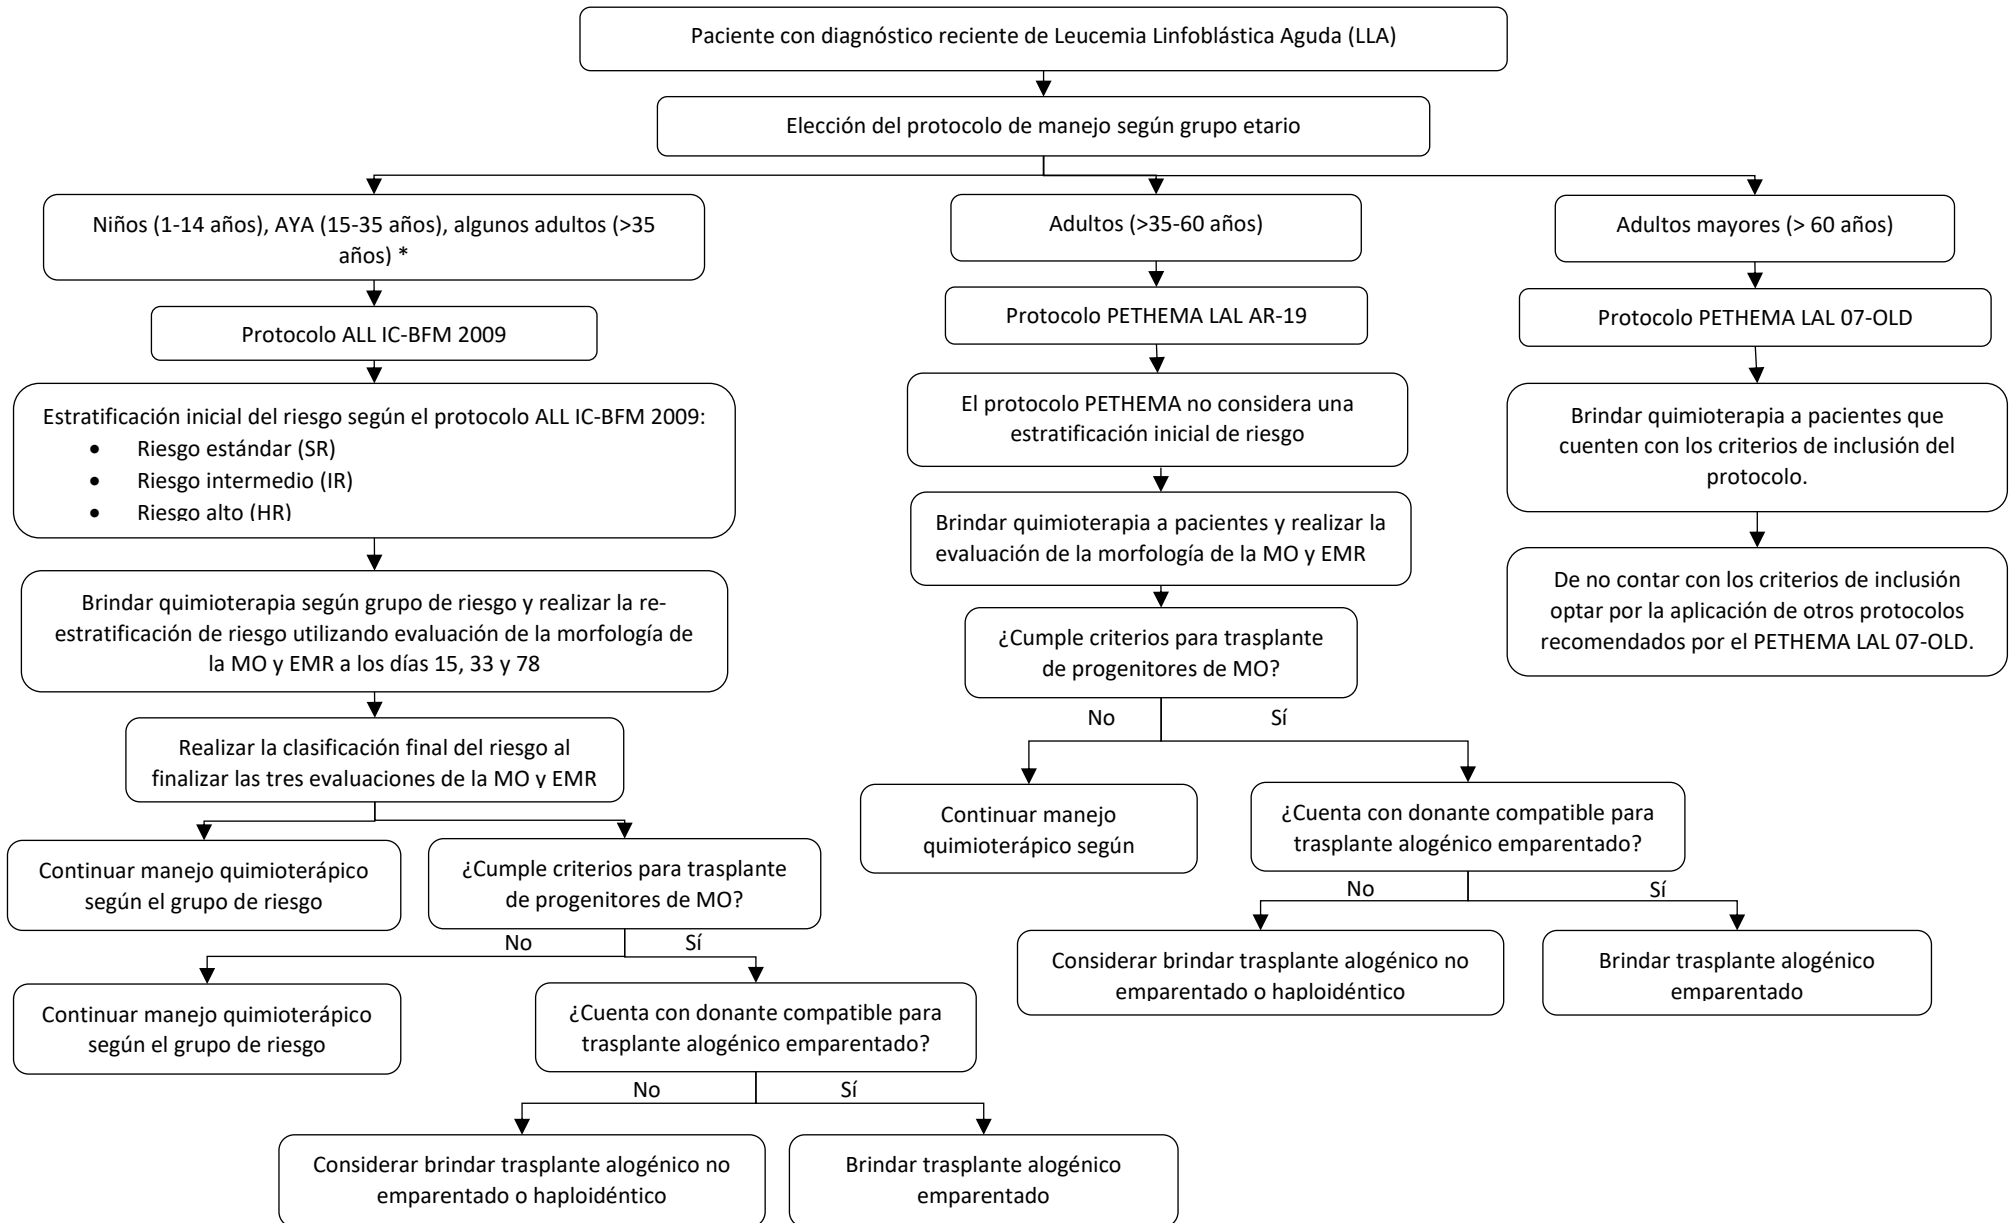 Paciente con diagnóstico reciente de Leucemia Linfoblástica Aguda (LLA)
Elección del protocolo de manejo según grupo etario
Niños (1-14 años), AYA (15-35 años), algunos adultos (>35
años) *
Protocolo ALL IC-BFM 2009
Estratificación inicial del riesgo según el protocolo ALL IC-BFM 2009:
• Riesgo estándar (SR)
• Riesgo intermedio (IR)
• Riesgo alto (HR)
Brindar quimioterapia según grupo de riesgo y realizar la re-
estratificación de riesgo utilizando evaluación de la morfología de
la MO y EMR a los días 15, 33 y 78
Realizar la clasificación final del riesgo al
finalizar las tres evaluaciones de la MO y EMR
Continuar manejo quimioterápico
según el grupo de riesgo
¿Cumple criterios para trasplante
de progenitores de MO?
No
Sí
Continuar manejo quimioterápico
según el grupo de riesgo
¿Cuenta con donante compatible para
trasplante alogénico emparentado?
No
Sí
Considerar brindar trasplante alogénico no
emparentado o haploidéntico
Brindar trasplante alogénico
emparentado
Adultos (>35-60 años)
Protocolo PETHEMA LAL AR-19
El protocolo PETHEMA no considera una
estratificación inicial de riesgo
Brindar quimioterapia a pacientes y realizar la
evaluación de la morfología de la MO y EMR
¿Cumple criterios para trasplante
de progenitores de MO?
No
Sí
Continuar manejo
quimioterápico según
¿Cuenta con donante compatible para
trasplante alogénico emparentado?
No
Sí
Considerar brindar trasplante alogénico no
emparentado o haploidéntico
Brindar trasplante alogénico
emparentado
Adultos mayores (> 60 años)
Protocolo PETHEMA LAL 07-OLD
Brindar quimioterapia a pacientes que
cuenten con los criterios de inclusión del
protocolo.
De no contar con los criterios de inclusión
optar por la aplicación de otros protocolos
recomendados por el PETHEMA LAL 07-OLD.